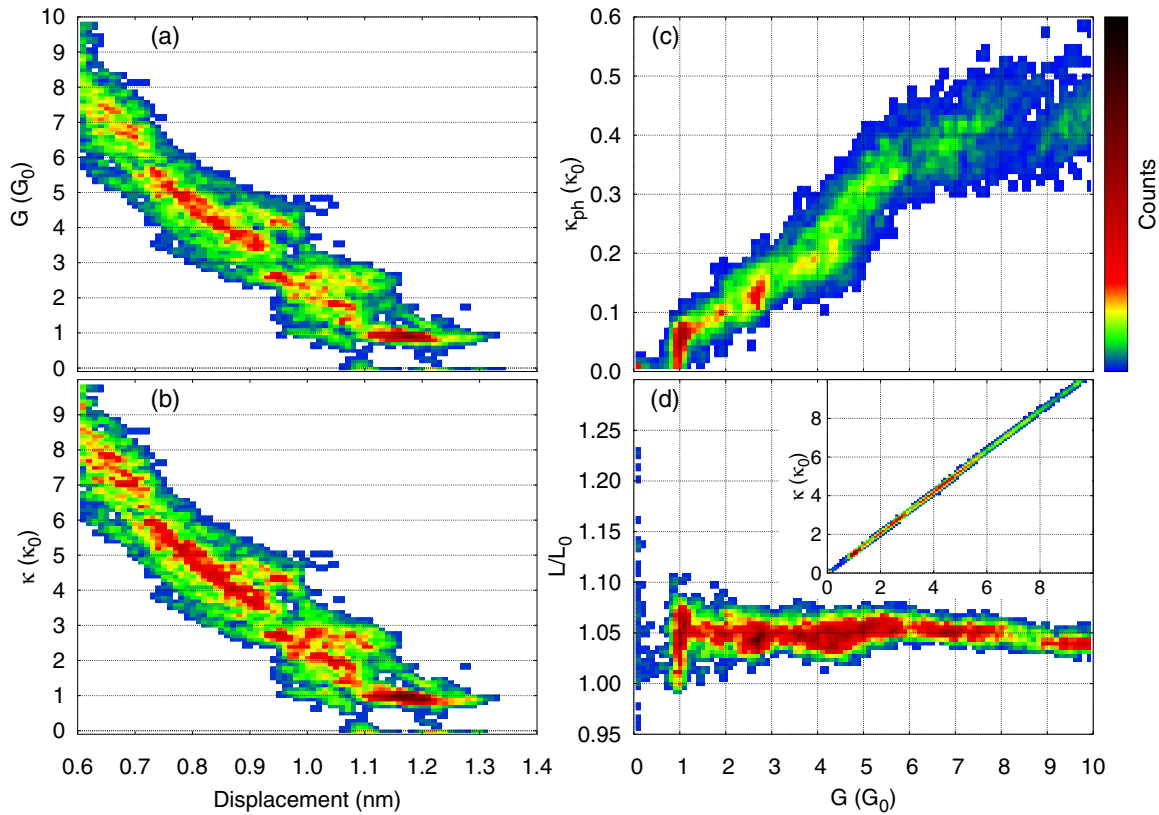 (a)
G (G0)
10
9
8
7
6
5
4
3
2
1
0
(b)
κ (κ0)
9
8
7
6
5
4
3
2
1
0
0.6 0.7 0.8 0.9 1.0 1.1 1.2 1.3 1.4
Displacement (nm)
(c)
κph (κ0)
0.6
0.5
0.4
0.3
0.2
0.1
0.0
Counts
(d)
L/L0
1.25
1.20
1.15
1.10
1.05
1.00
0.95
κ (κ0)
8
6
4
2
0
0 2 4 6 8
0 1 2 3 4 5 6 7 8 9 10
G (G0)